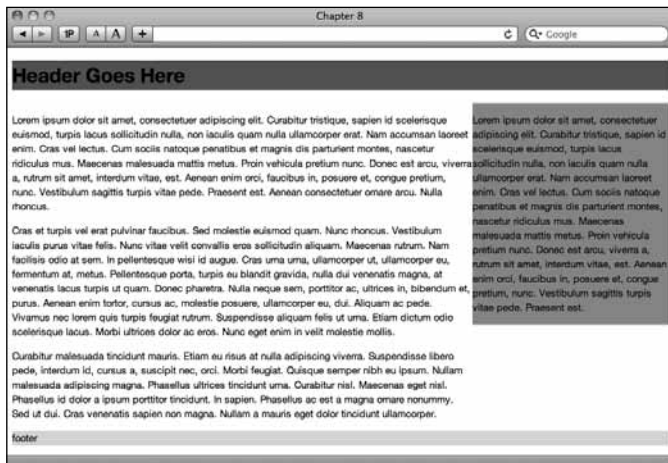 Chapter 8
1P A A +
Google
Header Goes Here
Lorem ipsum dolor sit amet, consectetuer adipiscing elit. Curabitur tristique, sapien id scelerisque
euismod, turpis lacus sollicitudin nulla, non iaculis quam nulla ullamcorper erat. Nam accumsan laoreet
enim. Cras vel lectus. Cum sociis natoque penatibus et magnis dis parturient montes, nascetur
ridiculus mus. Maecenas malesuada mattis metus. Proin vehicula pretium nunc. Donec est arcu, viverra
a, rutrum sit amet, interdum vitae, est. Aenean enim orci, faucibus in, posuere et, congue pretium,
nunc. Vestibulum sagittis turpis vitae pede. Praesent est. Aenean consectetuer ornare arcu. Nulla
rhoncus.
Cras et turpis vel erat pulvinar faucibus. Sed molestie euismod quam. Nunc rhoncus. Vestibulum
iaculis purus vitae felis. Nunc vitae velit convallis eros sollicitudin aliquam. Maecenas rutrum. Nam
facilisis odio at sem. In pellentesque wisi id augue. Cras urna urna, ullamcorper ut, ullamcorper eu,
fermentum at, metus. Pellentesque porta, turpis eu blandit gravida, nulla dui venenatis magna, at
venenatis lacus turpis ut quam. Donec pharetra. Nulla neque sem, porttitor ac, ultrices in, bibendum et,
purus. Aenean enim tortor, cursus ac, molestie posuere, ullamcorper eu, dui. Aliquam ac pede.
Vivamus nec lorem quis turpis feugiat rutrum. Suspendisse aliquam felis ut urna. Etiam dictum odio
scelerisque lacus. Morbi ultrices dolor ac eros. Nunc eget enim in velit molestie mollis.
Curabitur malesuada tincidunt mauris. Etiam eu risus at nulla adipiscing viverra. Suspendisse libero
pede, interdum id, cursus a, suscipit nec, orci. Morbi feugiat. Quisque semper nibh eu ipsum. Nullam
malesuada adipiscing magna. Phasellus ultrices tincidunt urna. Curabitur nisl. Maecenas eget nisl.
Phasellus id dolor a ipsum porttitor tincidunt. In sapien. Phasellus ac est a magna ornare nonummy.
Sed ut dui. Cras venenatis sapien non magna. Nullam a mauris eget dolor tincidunt ullamcorper.
Lorem ipsum dolor sit amet, consectetuer
adipiscing elit. Curabitur tristique, sapien id
scelerisque euismod, turpis lacus
sollicitudin nulla, non iaculis quam nulla
ullamcorper erat. Nam accumsan laoreet
enim. Cras vel lectus. Cum sociis natoque
penatibus et magnis dis parturient montes,
nascetur ridiculus mus. Maecenas
malesuada mattis metus. Proin vehicula
pretium nunc. Donec est arcu, viverra a,
rutrum sit amet, interdum vitae, est. Aenean
enim orci, faucibus in, posuere et, congue
pretium, nunc. Vestibulum sagittis turpis
vitae pede. Praesent est.
footer